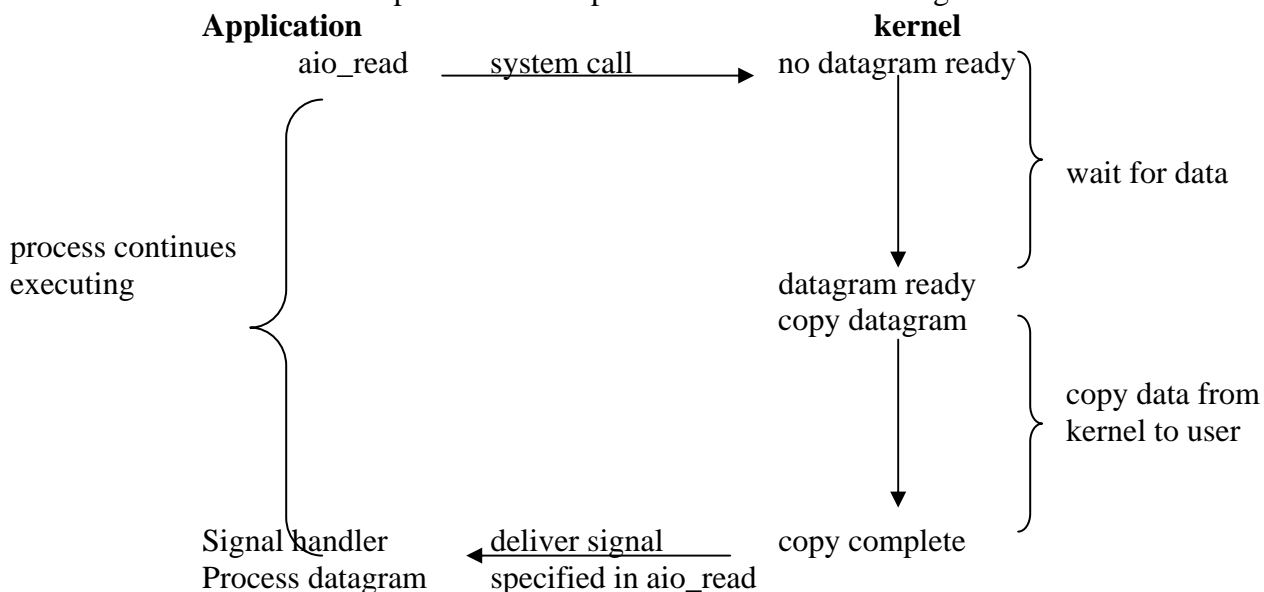 Application kernel
aio_read system call no datagram ready
wait for data
process continues
executing
datagram ready
copy datagram
copy data from
kernel to user
Signal handler deliver signal copy complete
Process datagram specified in aio_read